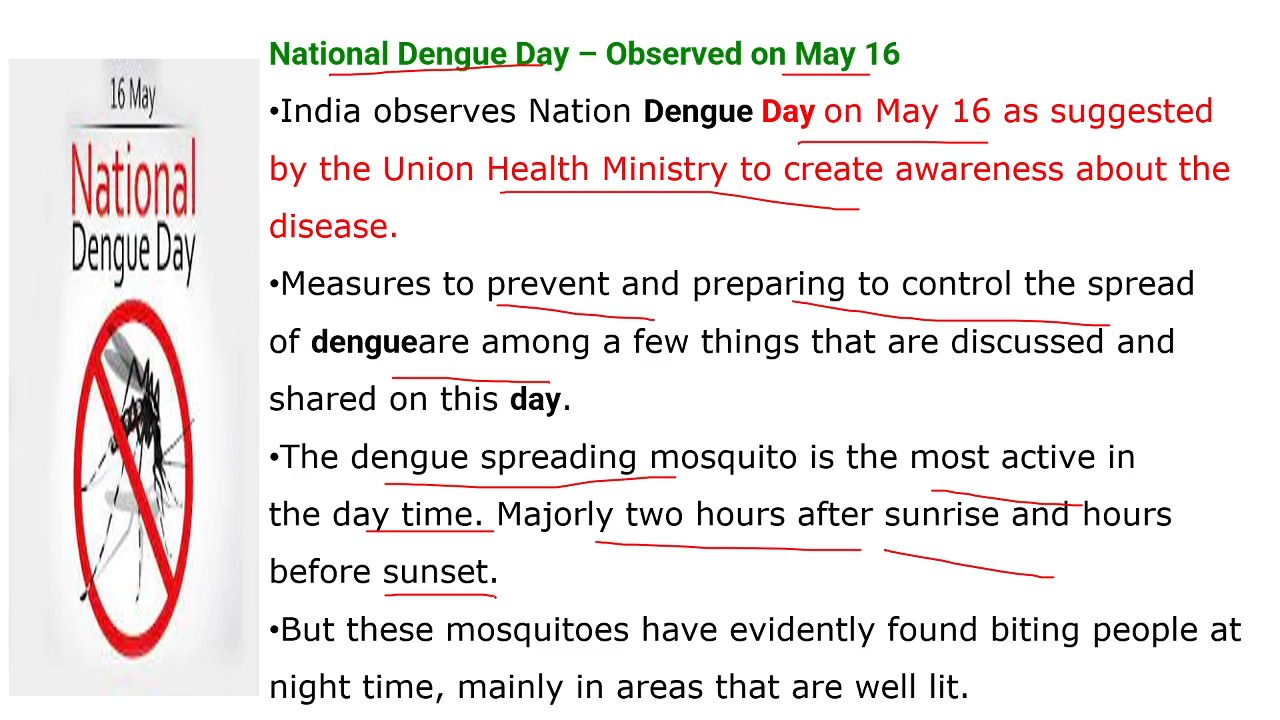 16 May
National
Dengue Day
National Dengue Day – Observed on May 16
•India observes Nation Dengue Day on May 16 as suggested
by the Union Health Ministry to create awareness about the
disease.
•Measures to prevent and preparing to control the spread
of dengueare among a few things that are discussed and
shared on this day.
•The dengue spreading mosquito is the most active in
the day time. Majorly two hours after sunrise and hours
before sunset.
•But these mosquitoes have evidently found biting people at
night time, mainly in areas that are well lit.